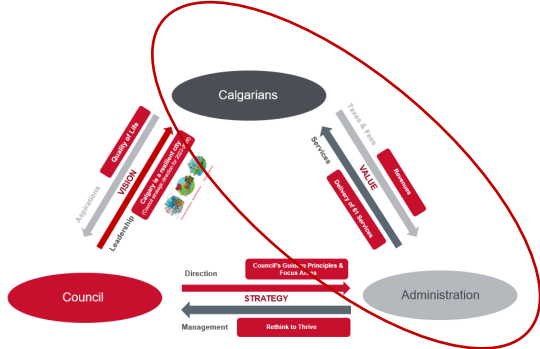 Calgarians
Quality of Life
Aspirations
VISION
Leadership
Calgary is a resilient city
Taxes & Fees
Services
VALUE
Revenues
Delivery of 61 Services
Direction
Council's Guiding Principles &
Focus Areas
Council
STRATEGY
Administration
Management
Rethink to Thrive